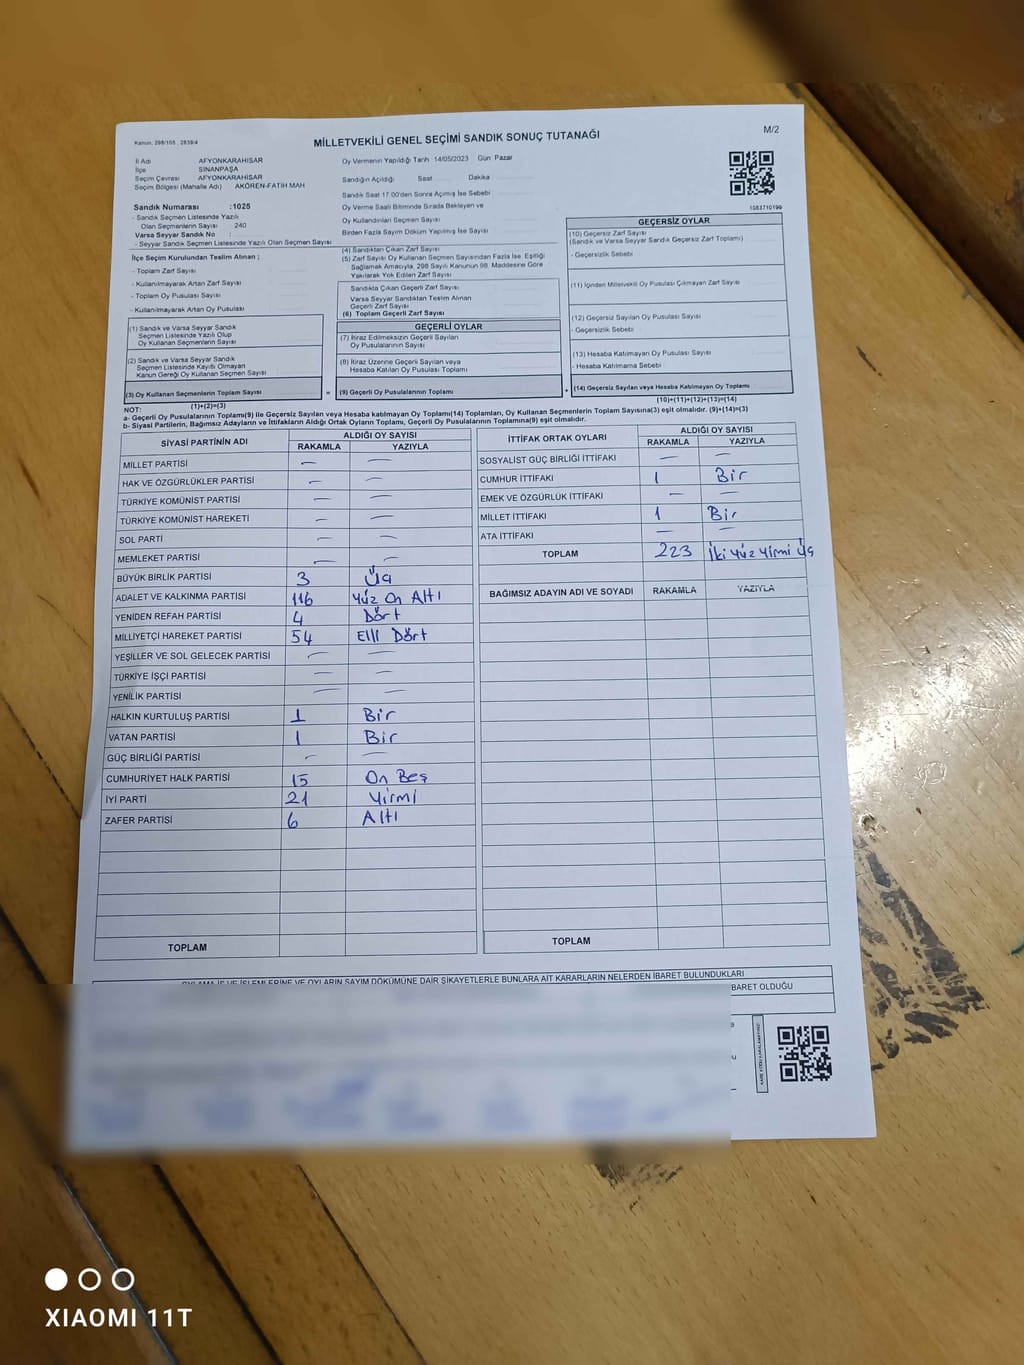 Kanun, 298/105 , 2839/4
MİLLETVEKİLİ GENEL SEÇİMİ SANDIK SONUÇ TUTANAĞI
M/2
İl Adı AFYONKARAHİSAR
İlçe SİNANPAŞA
Seçim Çevresi AFYONKARAHİSAR
Seçim Bölgesi (Mahalle Adı) AKÖREN-FATİH MAH
Sandık Numarası :1025
- Sandık Seçmen Listesinde Yazılı
Olan Seçmenlerin Sayısı 240
Varsa Seyyar Sandık No :
- Seyyar Sandık Seçmen Listesinde Yazılı Olan Seçmen Sayısı
İlçe Seçim Kurulundan Teslim Alınan ;
- Toplam Zarf Sayısı
- Kullanılmayarak Artan Zarf Sayısı
- Toplam Oy Pusulası Sayısı
- Kullanılmayarak Artan Oy Pusulası
(1) Sandık ve Varsa Seyyar Sandık
Seçmen Listesinde Yazılı Olup
Oy Kullanan Seçmen Sayısı
(2) Sandık ve Varsa Seyyar Sandık
Seçmen Listesinde Kayıtlı Olmayan
Kanun Gereği Oy Kullanan Seçmen Sayısı
(3) Oy Kullanan Seçmenlerin Toplam Sayısı
(1)+(2)=(3)
Oy Vermenin Yapıldığı Tarih 14/05/2023 Gün Pazar
Sandığın Açıldığı Saat Dakika
Sandık Saat 17.00'den Sonra Açılmış İse Sebebi
Oy Verme Saati Bitiminde Sırada Bekleyen ve
Oy Kullandırılan Seçmen Sayısı
Birden Fazla Sayım Döküm Yapılmış İse Sayısı
(4) Sandıktan Çıkan Zarf Sayısı
(5) Zarf Sayısı Oy Kullanan Seçmen Sayısından Fazla İse, Eşitliği
Sağlamak Amacıyla, 298 Sayılı Kanunun 98. Maddesine Göre
Yakılarak Yok Edilen Zarf Sayısı
Sandıkta Çıkan Geçerli Zarf Sayısı
Varsa Seyyar Sandıktan Teslim Alınan
Geçerli Zarf Sayısı
(6) Toplam Geçerli Zarf Sayısı
GEÇERLİ OYLAR
(7) İtiraz Edilmeksizin Geçerli Sayılan
Oy Pusulalarının Sayısı
(8) İtiraz Üzerine Geçerli Sayılan veya
Hesaba Katılan Oy Pusulası Toplamı
= (9) Geçerli Oy Pusulalarının Toplamı +
1083710199
GEÇERSİZ OYLAR
(10) Geçersiz Zarf Sayısı
(Sandık ve Varsa Seyyar Sandık Geçersiz Zarf Toplamı)
- Geçersizlik Sebebi
(11) İçinden Milletvekili Oy Pusulası Çıkmayan Zarf Sayısı
(12) Geçersiz Sayılan Oy Pusulası Sayısı
- Geçersizlik Sebebi
(13) Hesaba Katılmayan Oy Pusulası Sayısı
- Hesaba Katılmama Sebebi
(14) Geçersiz Sayılan veya Hesaba Katılmayan Oy Toplamı
(10)+(11)+(12)+(13)=(14)
NOT:
a- Geçerli Oy Pusulalarının Toplamı(9) ile Geçersiz Sayılan veya Hesaba katılmayan Oy Toplamı(14) Toplamları, Oy Kullanan Seçmenlerin Toplam Sayısına(3) eşit olmalıdır. (9)+(14)=(3)
b- Siyasi Partilerin, Bağımsız Adayların ve İttifakların Aldığı Ortak Oyların Toplamı, Geçerli Oy Pusulalarının Toplamına(9) eşit olmalıdır.
SİYASİ PARTİNİN ADI ALDIĞI OY SAYISI
RAKAMLA YAZIYLA
MİLLET PARTİSI — —
HAK VE ÖZGÜRLÜKLER PARTİSİ — —
TÜRKİYE KOMÜNİST PARTİSİ — —
TÜRKİYE KOMÜNİST HAREKETİ — —
SOL PARTİ — —
MEMLEKET PARTİSİ — —
BÜYÜK BİRLİK PARTİSİ 3 Üç
ADALET VE KALKINMA PARTİSİ 116 Yüz On Altı
YENİDEN REFAH PARTİSİ 4 Dört
MİLLİYETÇİ HAREKET PARTİSİ 54 Elli Dört
YEŞİLLER VE SOL GELECEK PARTİSİ — —
TÜRKİYE İŞÇİ PARTİSİ — —
YENİLİK PARTİSİ — —
HALKIN KURTULUŞ PARTİSİ 1 Bir
VATAN PARTİSİ 1 Bir
GÜÇ BİRLİĞİ PARTİSİ — —
CUMHURİYET HALK PARTİSİ 15 On Beş
İYİ PARTİ 21 Yirmi
ZAFER PARTİSİ 6 Altı
TOPLAM
İTTİFAK ORTAK OYLARI ALDIĞI OY SAYISI
RAKAMLA YAZIYLA
SOSYALİST GÜÇ BİRLİĞİ İTTİFAKI — —
CUMHUR İTTİFAKI 1 Bir
EMEK VE ÖZGÜRLÜK İTTİFAKI — —
MİLLET İTTİFAKI 1 Bir
ATA İTTİFAKI — —
TOPLAM 223 İki Yüz Yirmi Üç
BAĞIMSIZ ADAYIN ADI VE SOYADI RAKAMLA YAZIYLA
TOPLAM
OYLAMA İŞ VE İŞLEMLERİNE VE OYLARIN SAYIM DÖKÜMÜNE DAİR ŞİKAYETLERLE BUNLARA AİT KARARLARIN NELERDEN İBARET BULUNDUKLARI
BARET OLDUĞU
XIAOMI 11T